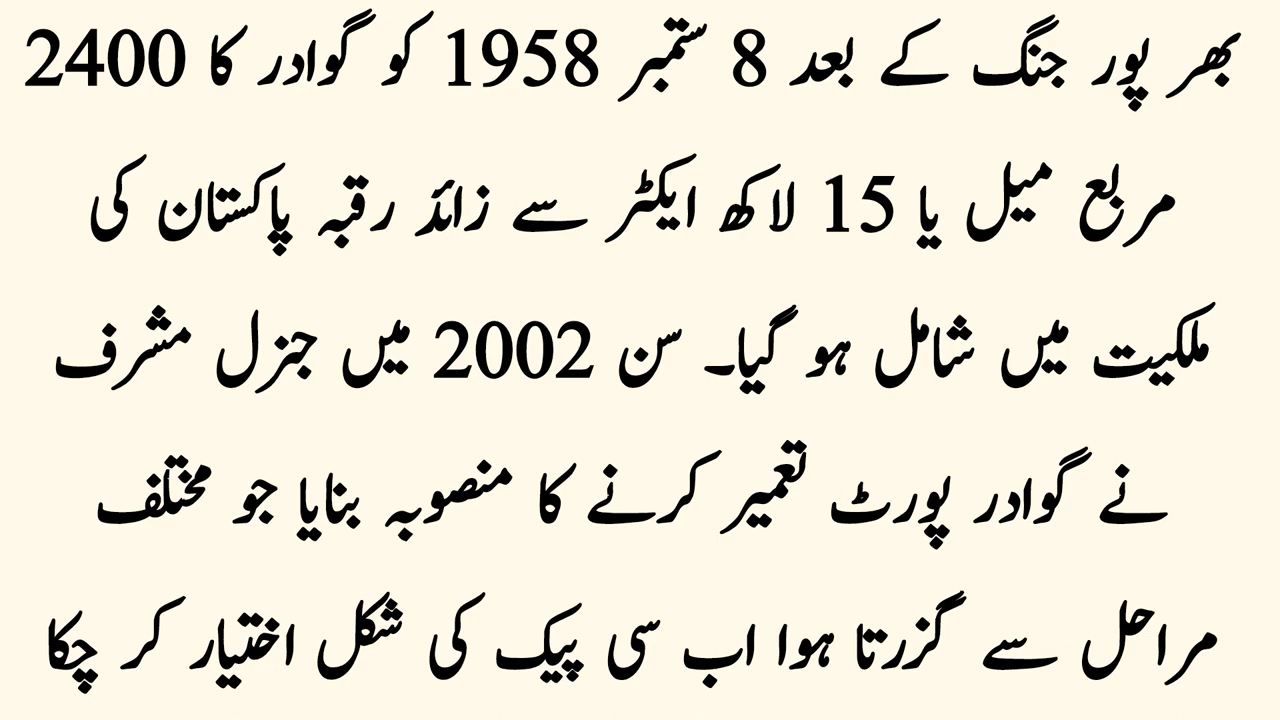 بھر پور جنگ کے بعد 8 ستمبر 1958 کو گوادر کا 2400
مربع میل یا 15 لاکھ ایکٹر سے زائد رقبہ پاکستان کی
ملکیت میں شامل ہو گیا۔ سن 2002 میں جنرل مشرف
نے گوادر پورٹ تعمیر کرنے کا منصوبہ بنایا جو مختلف
مراحل سے گزرتا ہوا اب سی پیک کی شکل اختیار کر چکا